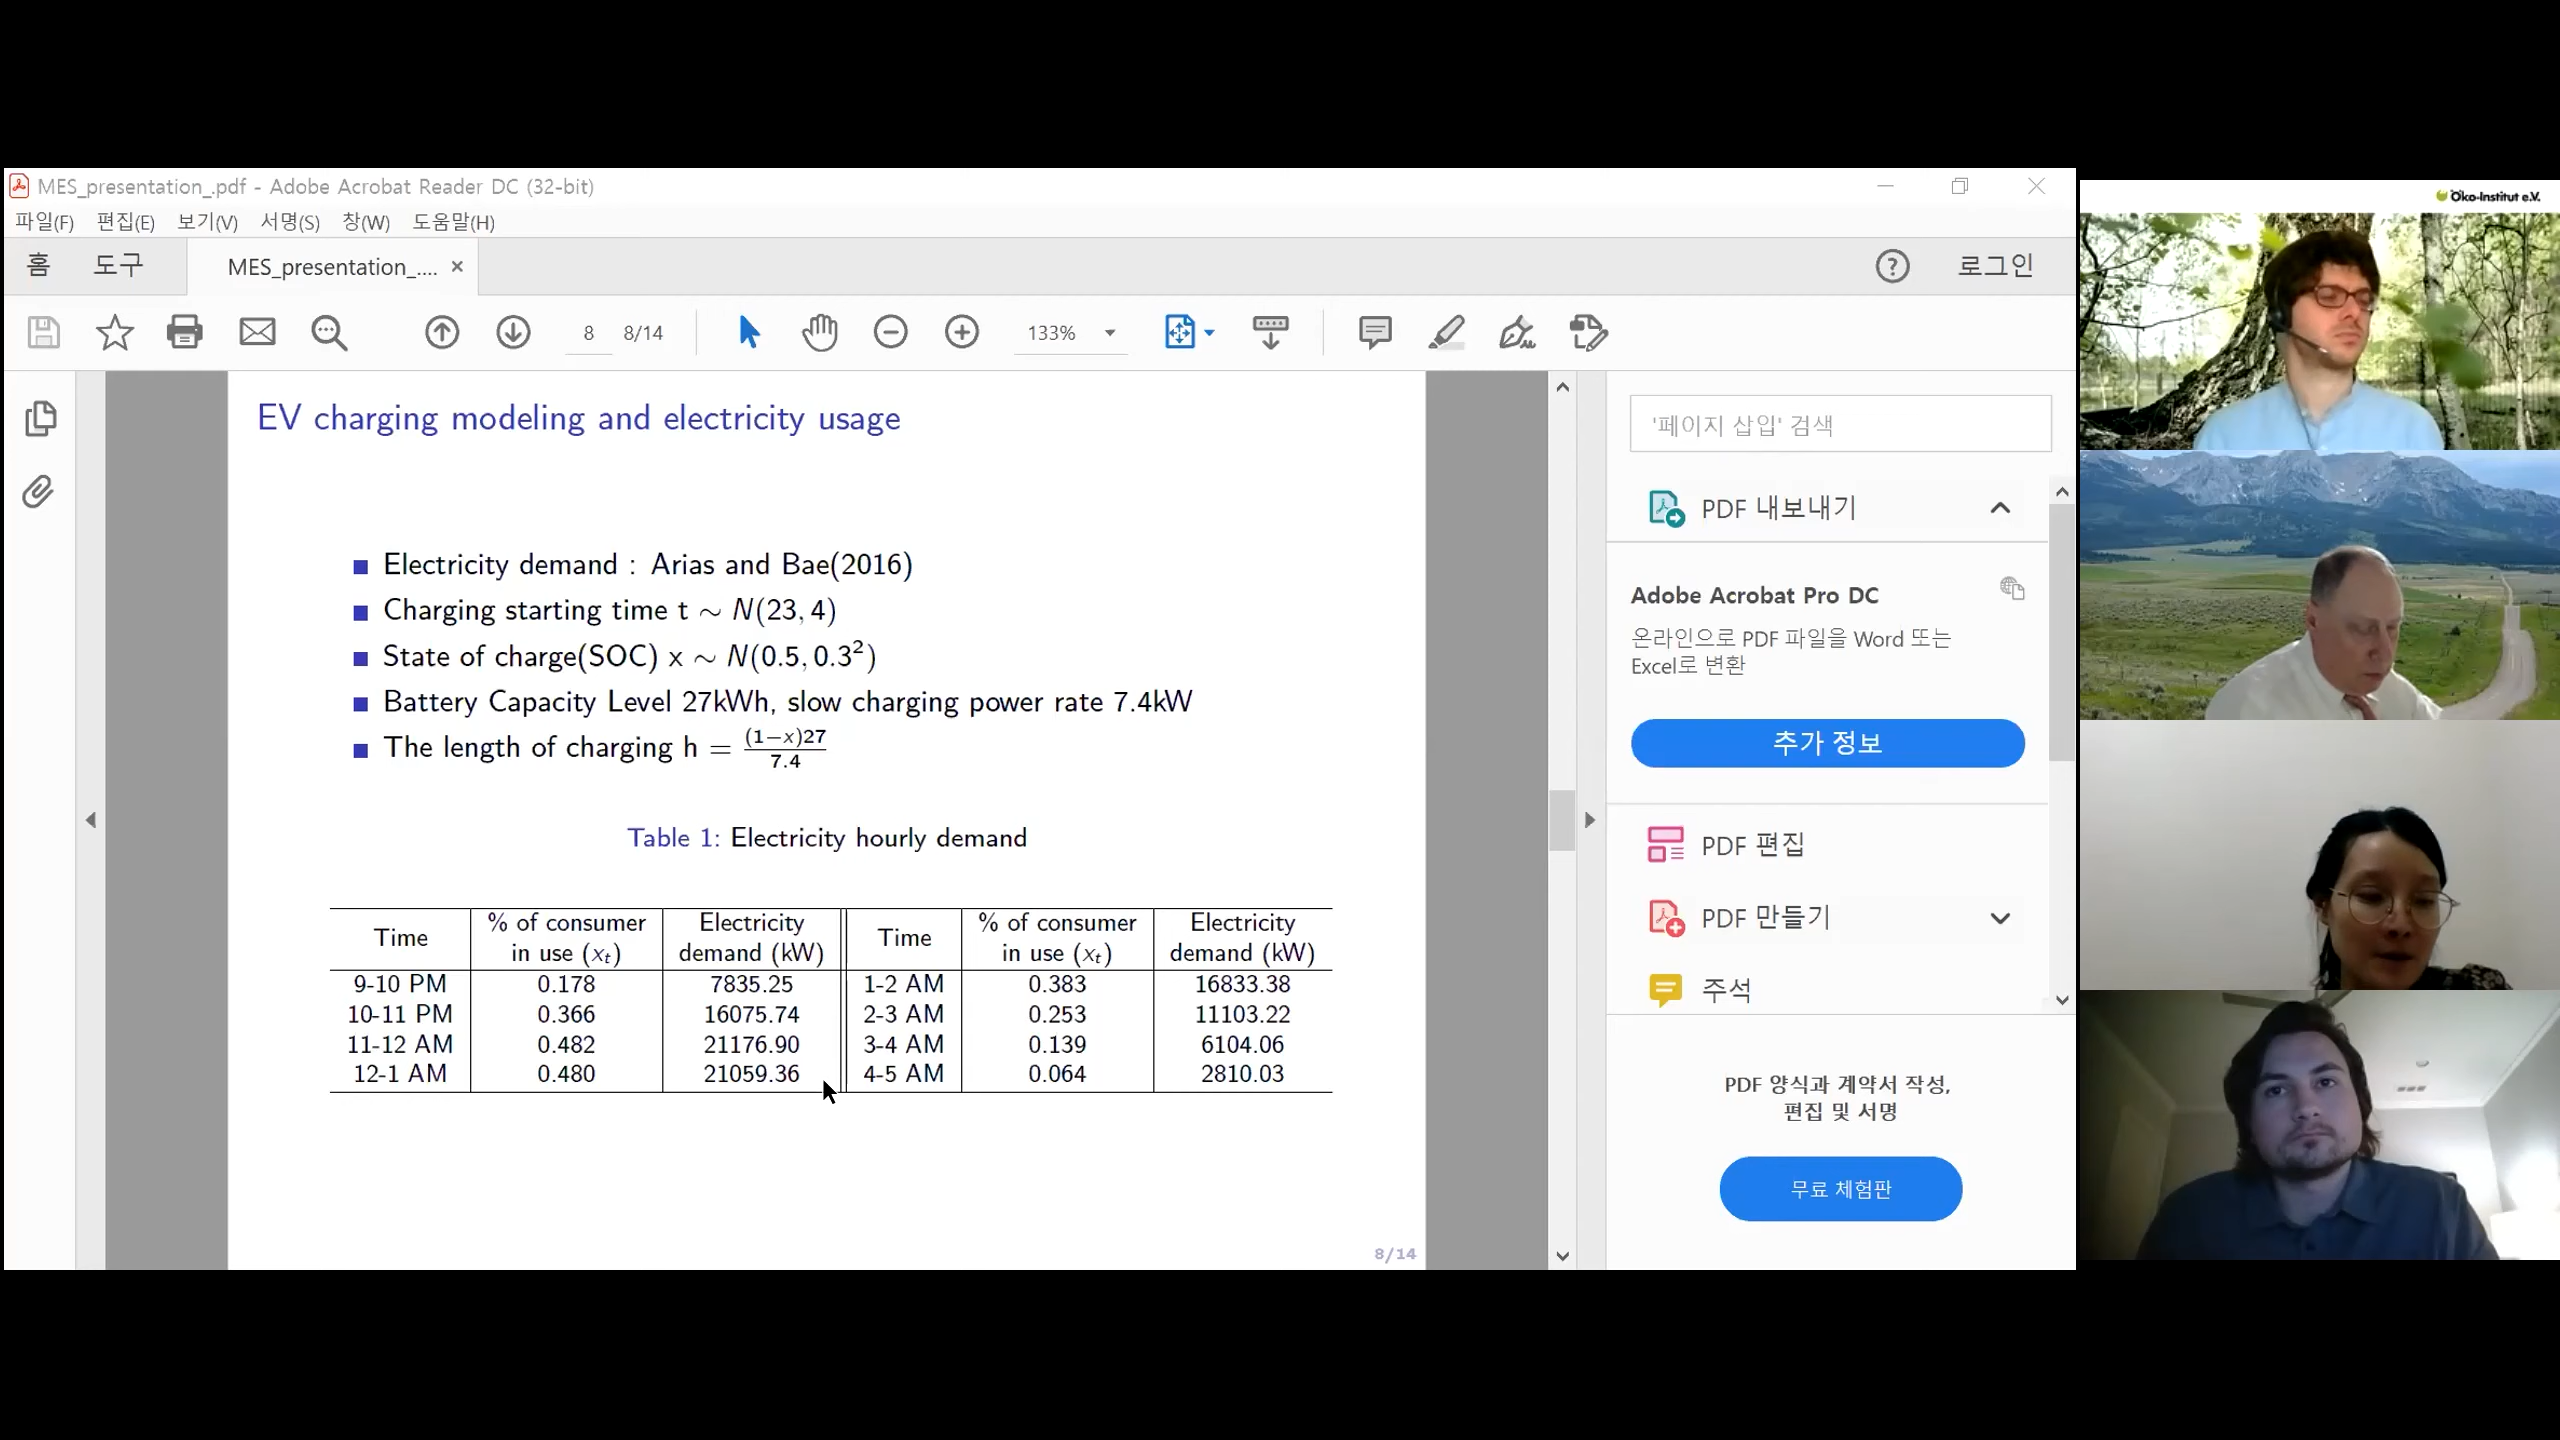 MES_presentation_.pdf - Adobe Acrobat Reader DC (32-bit)
파일(F) 편집(E) 보기(V) 서명(S) 창(W) 도움말(H)
홈 도구 MES_presentation_.... × 로그인
8 8/14 133%
EV charging modeling and electricity usage
Electricity demand : Arias and Bae(2016)
Charging starting time t ∼ N(23, 4)
State of charge(SOC) x ∼ N(0.5, 0.3²)
Battery Capacity Level 27kWh, slow charging power rate 7.4kW
The length of charging h = (1−x)27 / 7.4
Table 1: Electricity hourly demand
Time | % of consumer in use (xₜ) | Electricity demand (kW) | Time | % of consumer in use (xₜ) | Electricity demand (kW)
9-10 PM 0.178 7835.25 1-2 AM 0.383 16833.38
10-11 PM 0.366 16075.74 2-3 AM 0.253 11103.22
11-12 AM 0.482 21176.90 3-4 AM 0.139 6104.06
12-1 AM 0.480 21059.36 4-5 AM 0.064 2810.03
8/14
'페이지 삽입' 검색
PDF 내보내기
Adobe Acrobat Pro DC
온라인으로 PDF 파일을 Word 또는
Excel로 변환
추가 정보
PDF 편집
PDF 만들기
주석
PDF 양식과 계약서 작성,
편집 및 서명
무료 체험판
Öko-Institut e.V.